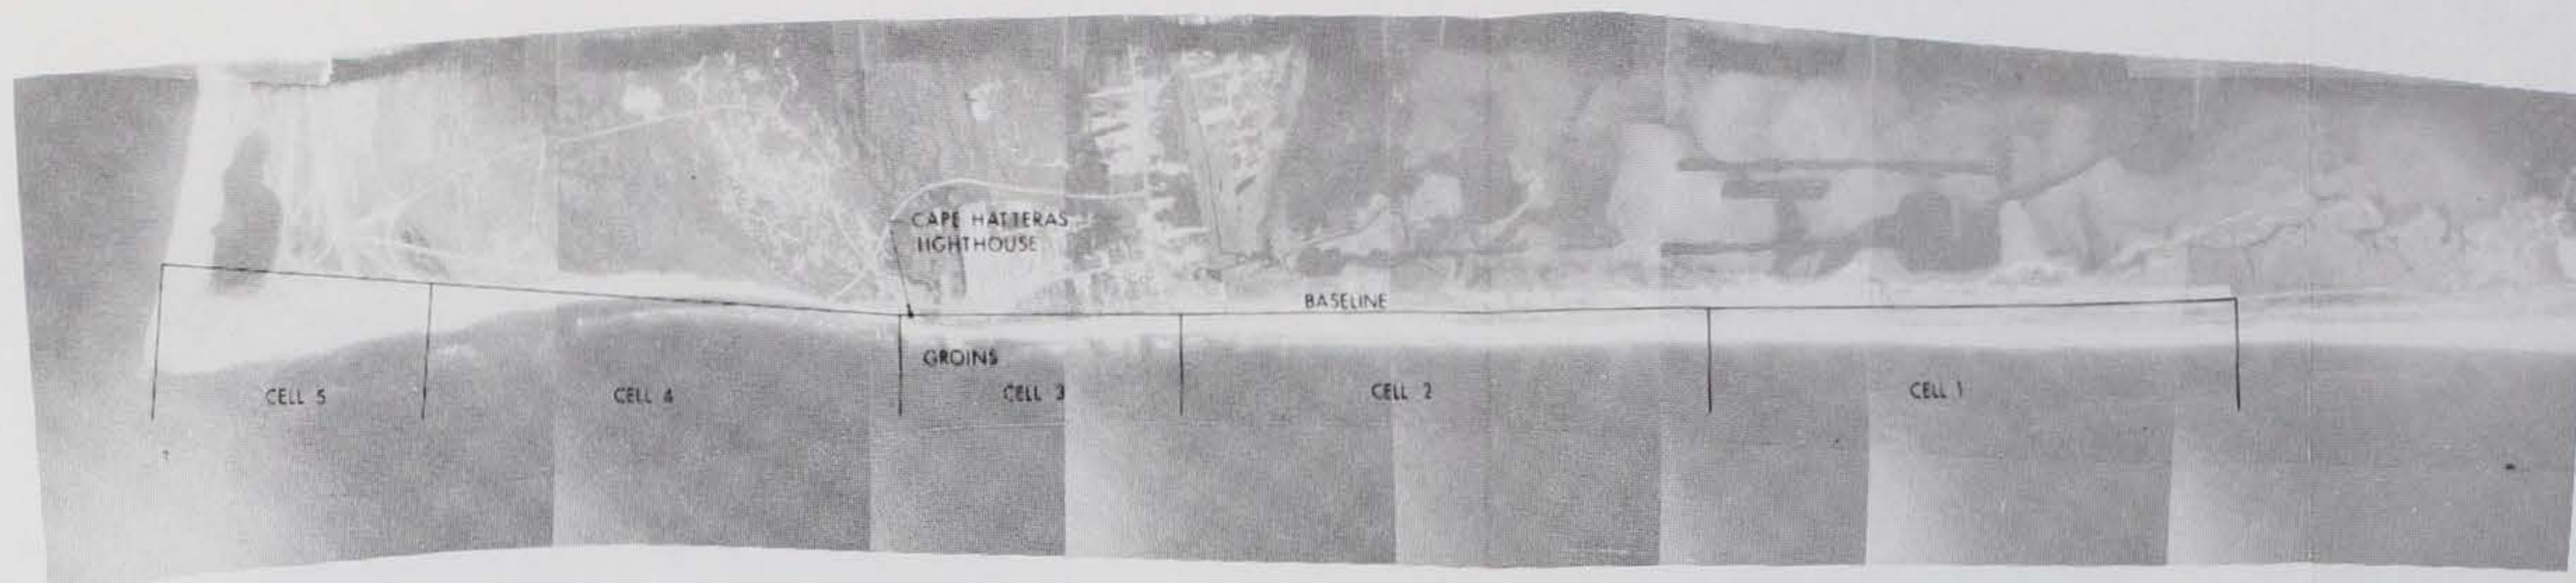 CAPE HATTERAS
LIGHTHOUSE
BASELINE
GROINS
CELL 5
CELL 4
CELL 3
CELL 2
CELL 1